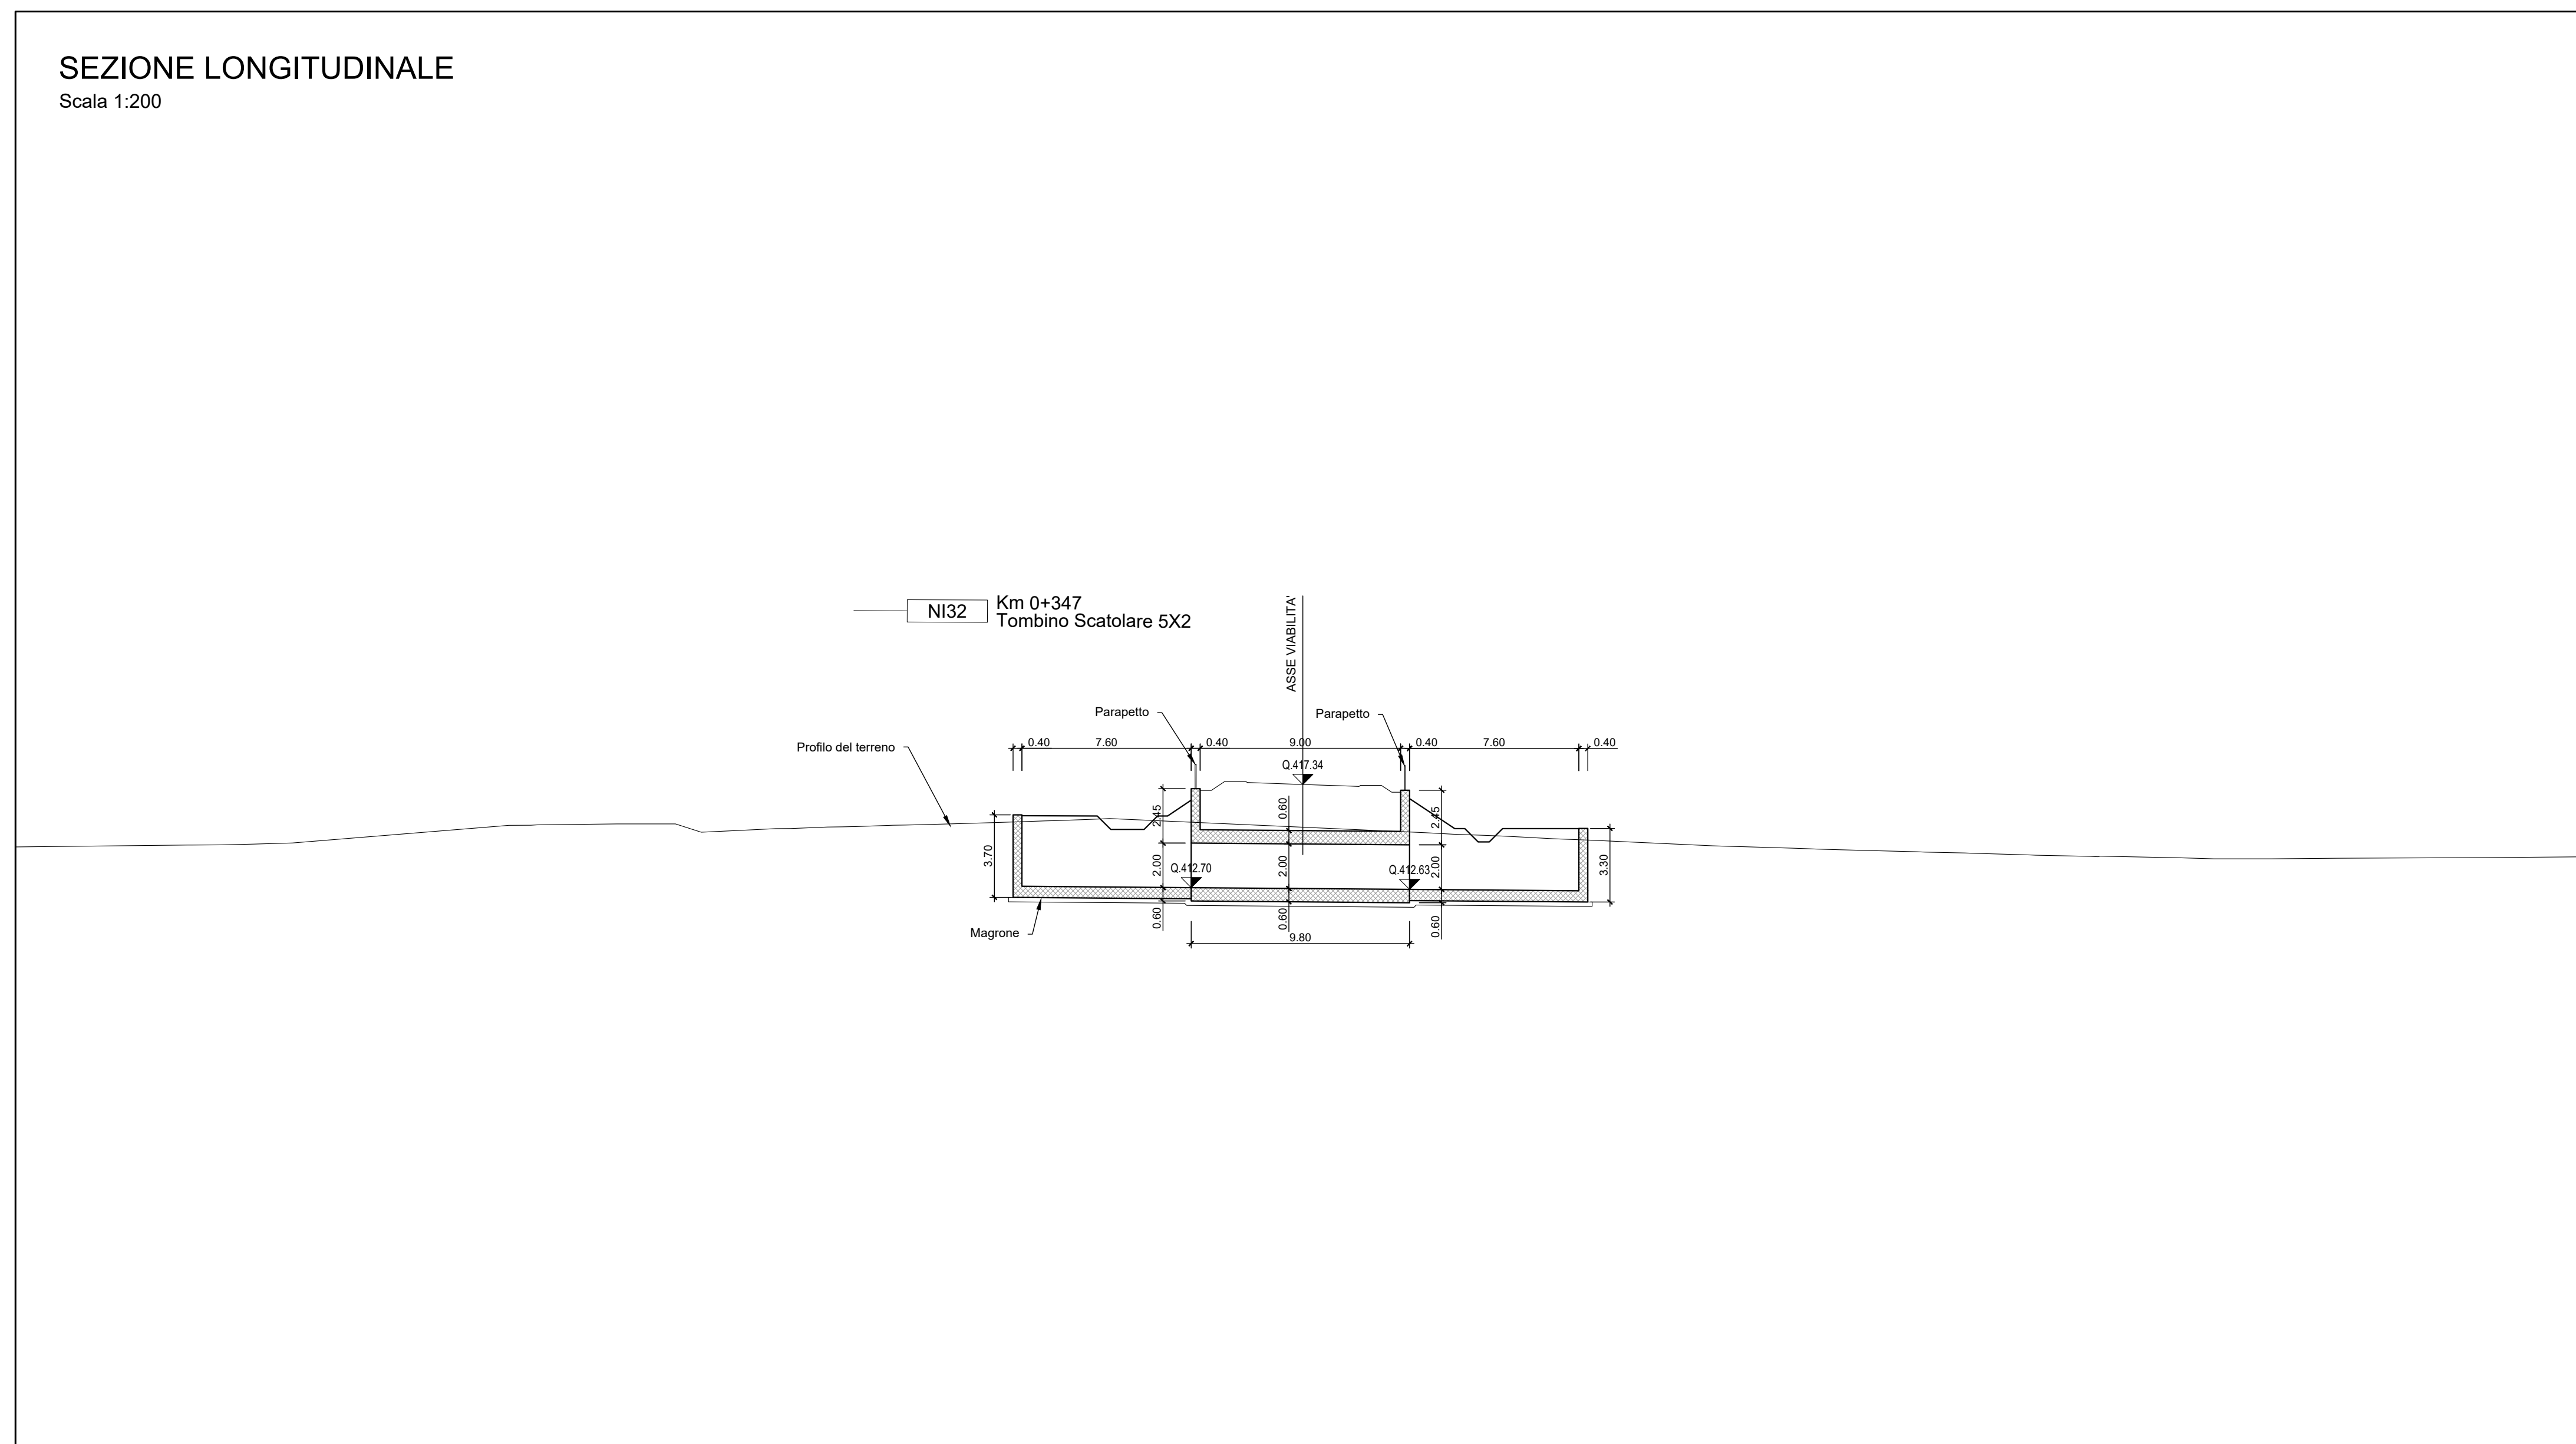 SEZIONE LONGITUDINALE
Scala 1:200
NI32
Km 0+347
Tombino Scatolare 5X2
ASSE VIABILITA'
Parapetto
Parapetto
Profilo del terreno
0.40 7.60 0.40 9.00 0.40 7.60 0.40
Q.417.34
2.45 0.60 2.45
3.70 2.00 2.00 2.00 3.30
Q.412.70 Q.412.63
0.60 0.60 0.60
Magrone
9.80